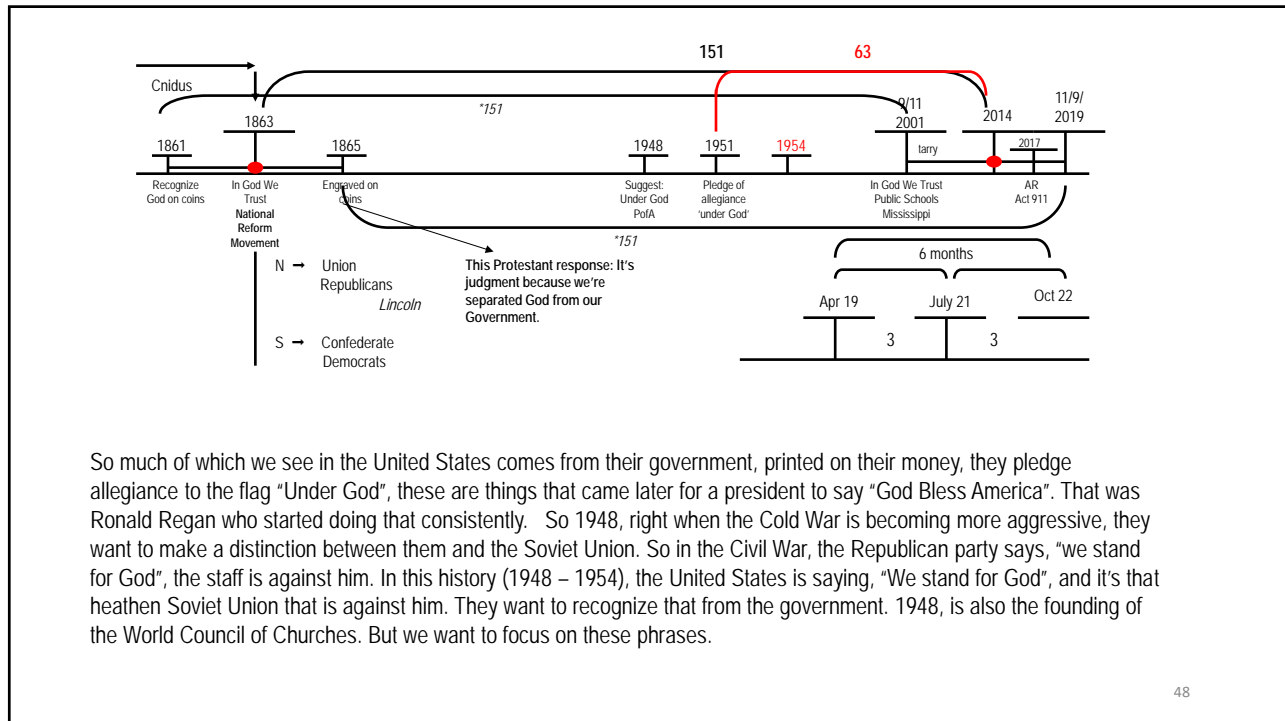 151
63
Cnidus
*151
9/11
2001
11/9/
2019
1863
2014
1861
1865
1948
1951
1954
tarry
2017
Recognize
God on coins
In God We
Trust
National
Reform
Movement
Engraved on
coins
Suggest:
Under God
PofA
Pledge of
allegiance
'under God'
In God We Trust
Public Schools
Mississippi
AR
Act 911
*151
N → Union
Republicans
Lincoln
S → Confederate
Democrats
This Protestant response: It's
judgment because we're
separated God from our
Government.
6 months
Apr 19
July 21
Oct 22
3
3
So much of which we see in the United States comes from their government, printed on their money, they pledge
allegiance to the flag "Under God", these are things that came later for a president to say "God Bless America". That was
Ronald Regan who started doing that consistently. So 1948, right when the Cold War is becoming more aggressive, they
want to make a distinction between them and the Soviet Union. So in the Civil War, the Republican party says, "we stand
for God", the staff is against him. In this history (1948 – 1954), the United States is saying, "We stand for God", and it's that
heathen Soviet Union that is against him. They want to recognize that from the government. 1948, is also the founding of
the World Council of Churches. But we want to focus on these phrases.
48